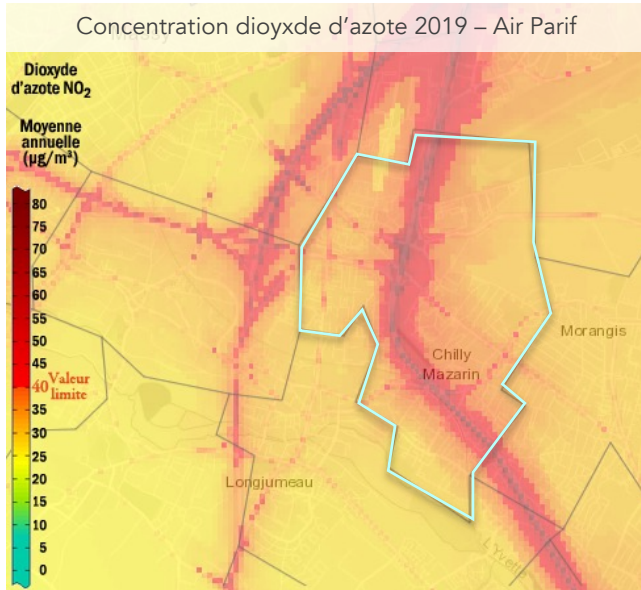 Concentration dioyxde d'azote 2019 – Air Parif
Massy
Dioxyde
d'azote NO₂
Moyenne
annuelle
(µg/m³)
80
75
70
65
60
55
50
45
40 Valeur
limite
35
30
25
20
15
10
5
0
Chilly
Mazarin
Morangis
Longjumeau
L'Yvette